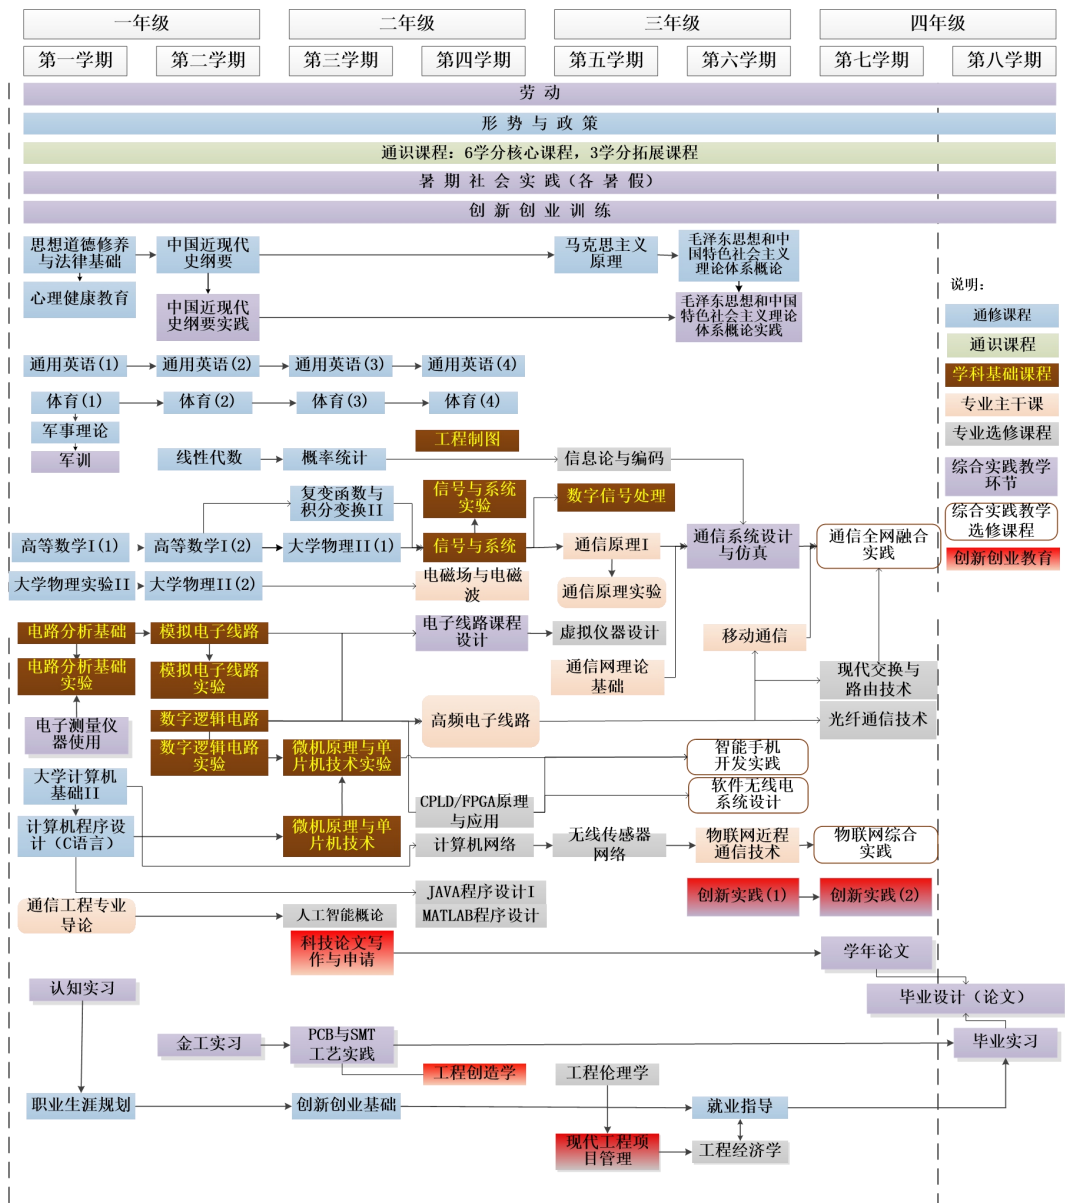 一年级
二年级
三年级
四年级
第一学期
第二学期
第三学期
第四学期
第五学期
第六学期
第七学期
第八学期
劳 动
形 势 与 政 策
通识课程：6学分核心课程，3学分拓展课程
暑 期 社 会 实 践（各 暑 假）
创 新 创 业 训 练
思想道德修养
与法律基础
中国近现代
史纲要
马克思主义
原理
毛泽东思想和中
国特色社会主义
理论体系概论
心理健康教育
中国近现代
史纲要实践
毛泽东思想和中国
特色社会主义理论
体系概论实践
说明：
通修课程
通识课程
学科基础课程
专业主干课
专业选修课程
综合实践教学
环节
综合实践教学
选修课程
创新创业教育
通用英语(1)
通用英语(2)
通用英语(3)
通用英语(4)
体育(1)
体育(2)
体育(3)
体育(4)
军事理论
军训
工程制图
线性代数
概率统计
信息论与编码
复变函数与
积分变换II
信号与系统
实验
数字信号处理
高等数学I(1)
高等数学I(2)
大学物理II(1)
信号与系统
通信原理I
通信系统设计
与仿真
通信全网融合
实践
大学物理实验II
大学物理II(2)
电磁场与电磁
波
通信原理实验
电路分析基础
模拟电子线路
电子线路课程
设计
虚拟仪器设计
移动通信
电路分析基础
实验
模拟电子线路
实验
通信网理论
基础
现代交换与
路由技术
电子测量仪
器使用
数字逻辑电路
高频电子线路
光纤通信技术
数字逻辑电路
实验
微机原理与单
片机技术实验
智能手机
开发实践
大学计算机
基础II
CPLD/FPGA原理
与应用
软件无线电
系统设计
计算机程序设
计（C语言）
微机原理与单
片机技术
计算机网络
无线传感器
网络
物联网近程
通信技术
物联网综合
实践
JAVA程序设计I
创新实践(1)
创新实践(2)
通信工程专业
导论
人工智能概论
MATLAB程序设计
科技论文写
作与申请
学年论文
认知实习
毕业设计（论文）
金工实习
PCB与SMT
工艺实践
毕业实习
工程创造学
工程伦理学
职业生涯规划
创新创业基础
就业指导
现代工程项
目管理
工程经济学